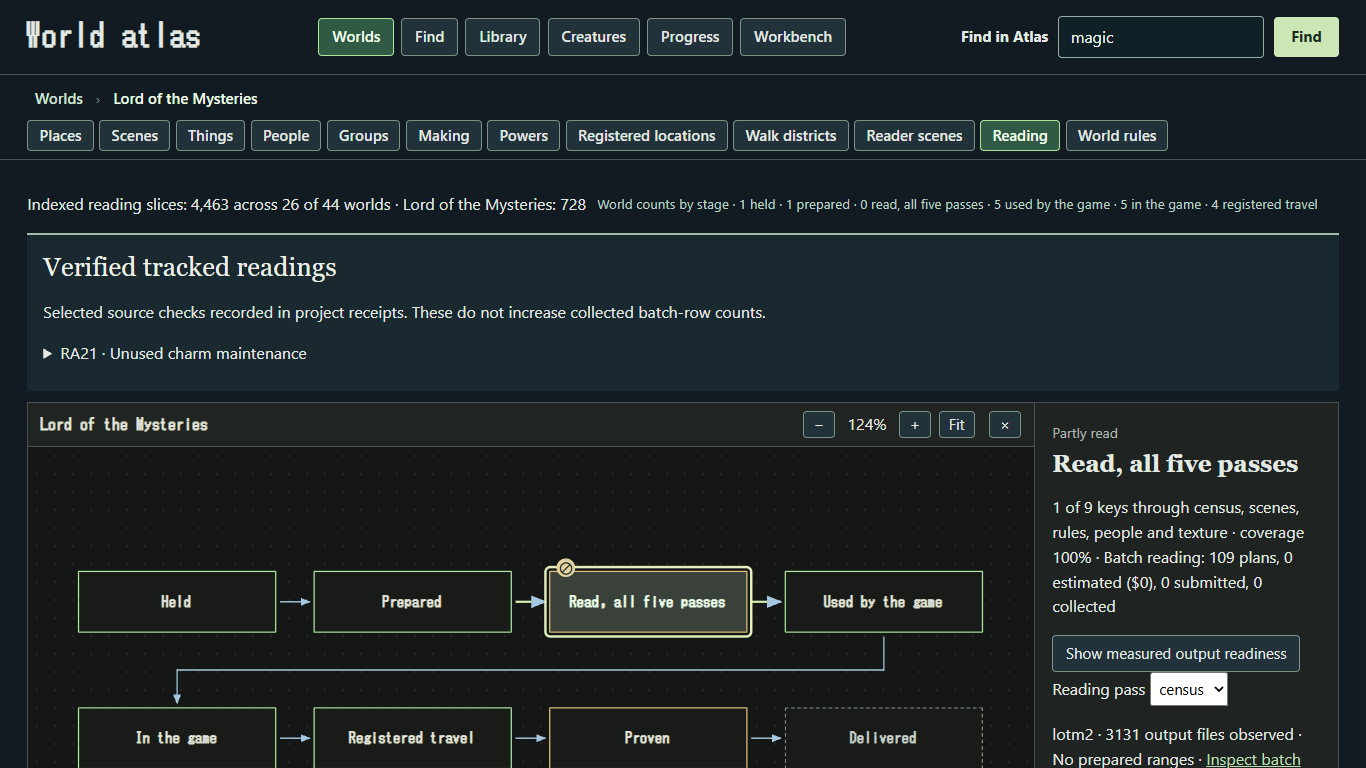 World atlas
Worlds Find Library Creatures Progress Workbench
Find in Atlas magic Find
Worlds › Lord of the Mysteries
Places Scenes Things People Groups Making Powers Registered locations Walk districts Reader scenes Reading World rules
Indexed reading slices: 4,463 across 26 of 44 worlds · Lord of the Mysteries: 728 World counts by stage · 1 held · 1 prepared · 0 read, all five passes · 5 used by the game · 5 in the game · 4 registered travel
Verified tracked readings
Selected source checks recorded in project receipts. These do not increase collected batch-row counts.
▶ RA21 · Unused charm maintenance
Lord of the Mysteries
− 124% + Fit ×
Held Prepared Read, all five passes Used by the game
In the game Registered travel Proven Delivered
Partly read
Read, all five passes
1 of 9 keys through census, scenes,
rules, people and texture · coverage
100% · Batch reading: 109 plans, 0
estimated ($0), 0 submitted, 0
collected
Show measured output readiness
Reading pass census
lotm2 · 3131 output files observed ·
No prepared ranges · Inspect batch